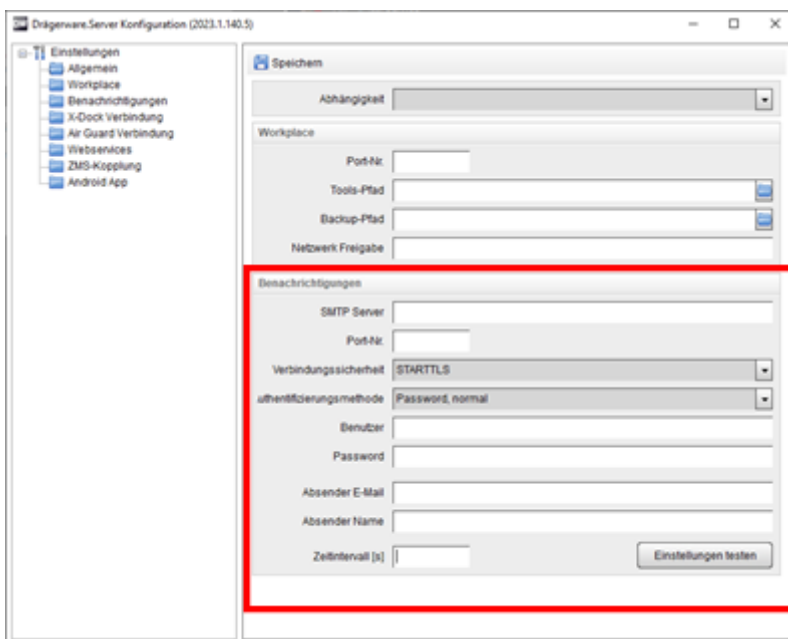 Drägerware.Server Konfiguration (2023.1.140.5)
Einstellungen
Allgemein
Workplace
Benachrichtigungen
X-Dock Verbindung
Air Guard Verbindung
Webservices
ZMS-Kopplung
Android App
Speichern
Abhängigkeit
Workplace
Port-Nr.
Tools-Pfad
Backup-Pfad
Netzwerk Freigabe
Benachrichtigungen
SMTP Server
Port-Nr.
Verbindungssicherheit STARTTLS
uthentifizierungsmethode Password, normal
Benutzer
Password
Absender E-Mail
Absender Name
Zeitintervall [s] Einstellungen testen